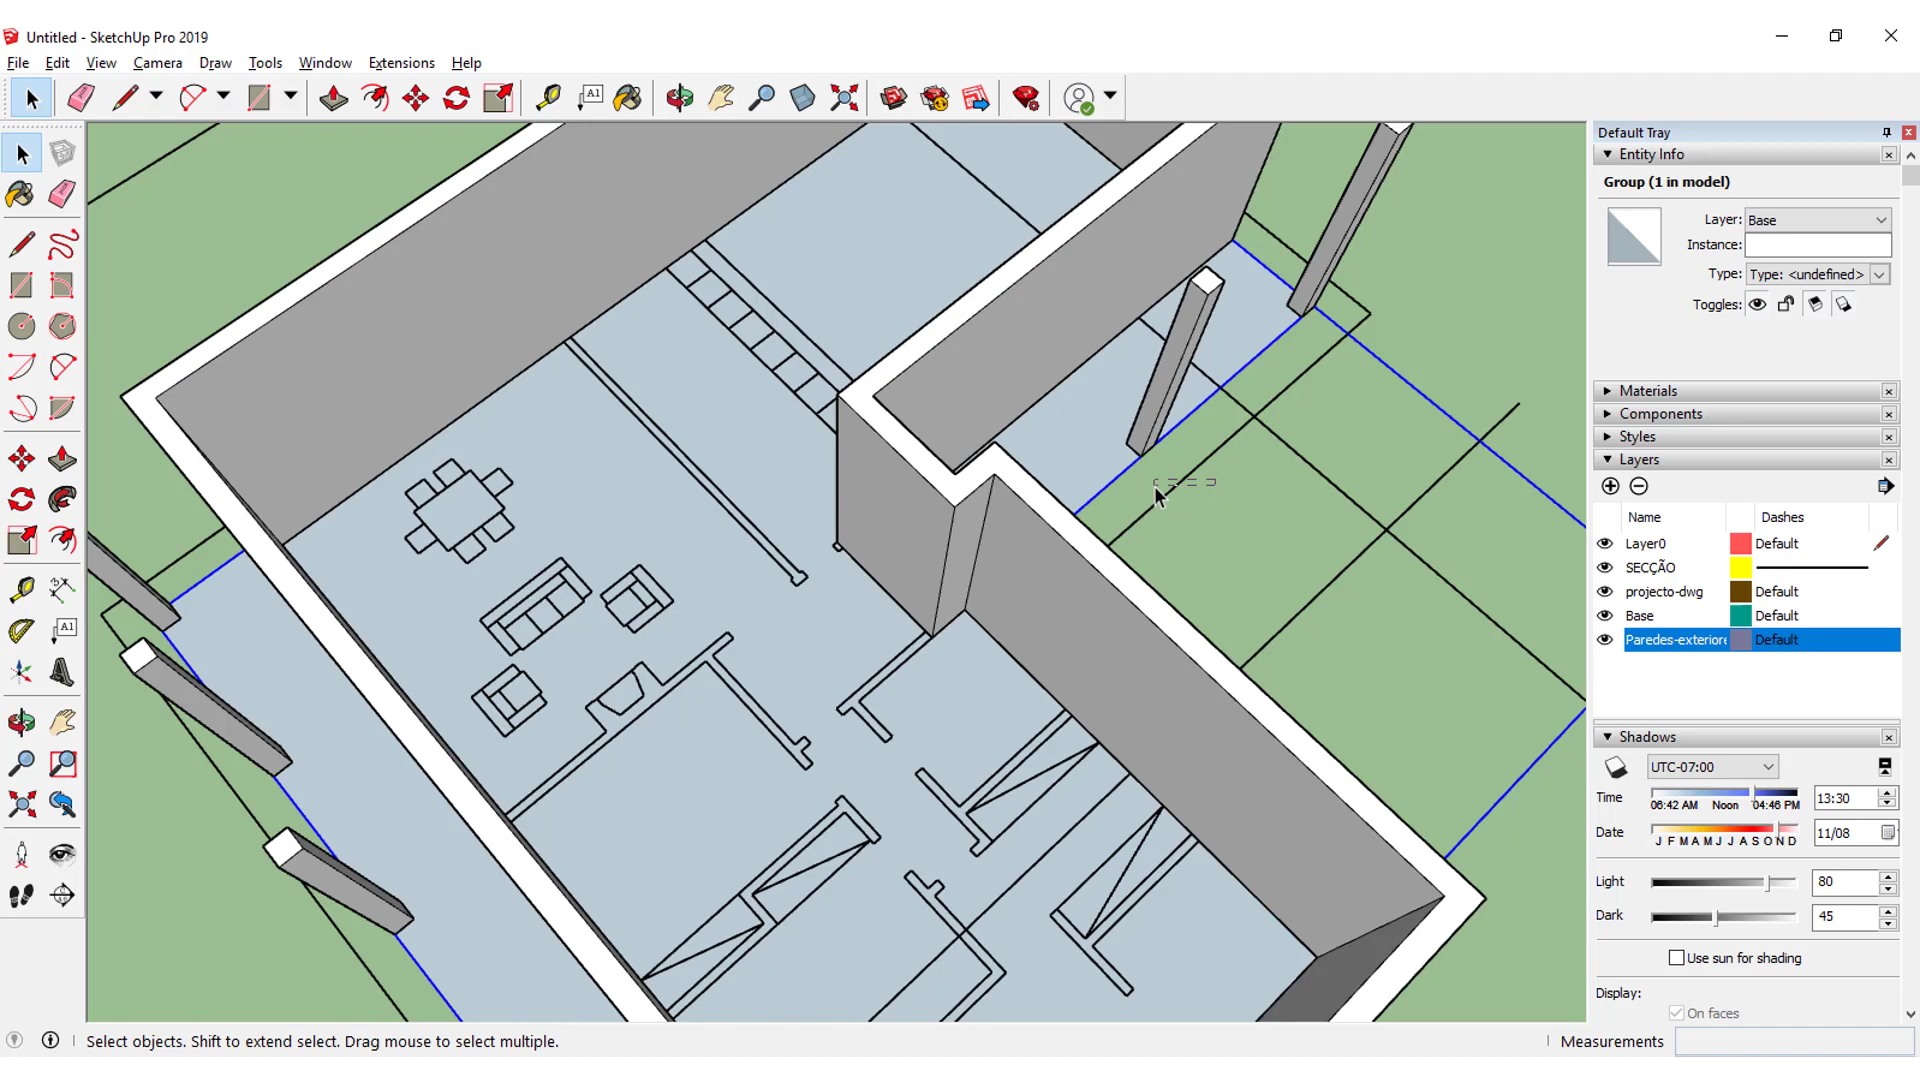 Untitled - SketchUp Pro 2019
File Edit View Camera Draw Tools Window Extensions Help
A1
Default Tray
Entity Info
Group (1 in model)
Layer: Base
Instance:
Type: Type: <undefined>
Toggles:
Materials
Components
Styles
Layers
Name Dashes
Layer0 Default
SECÇÃO
projecto-dwg Default
Base Default
Paredes-exteriore Default
A1
Shadows
UTC-07:00
Time 06:42 AM Noon 04:46 PM 13:30
Date J F M A M J J A S O N D 11/08
Light 80
Dark 45
Use sun for shading
Display:
On faces
Select objects. Shift to extend select. Drag mouse to select multiple.
Measurements